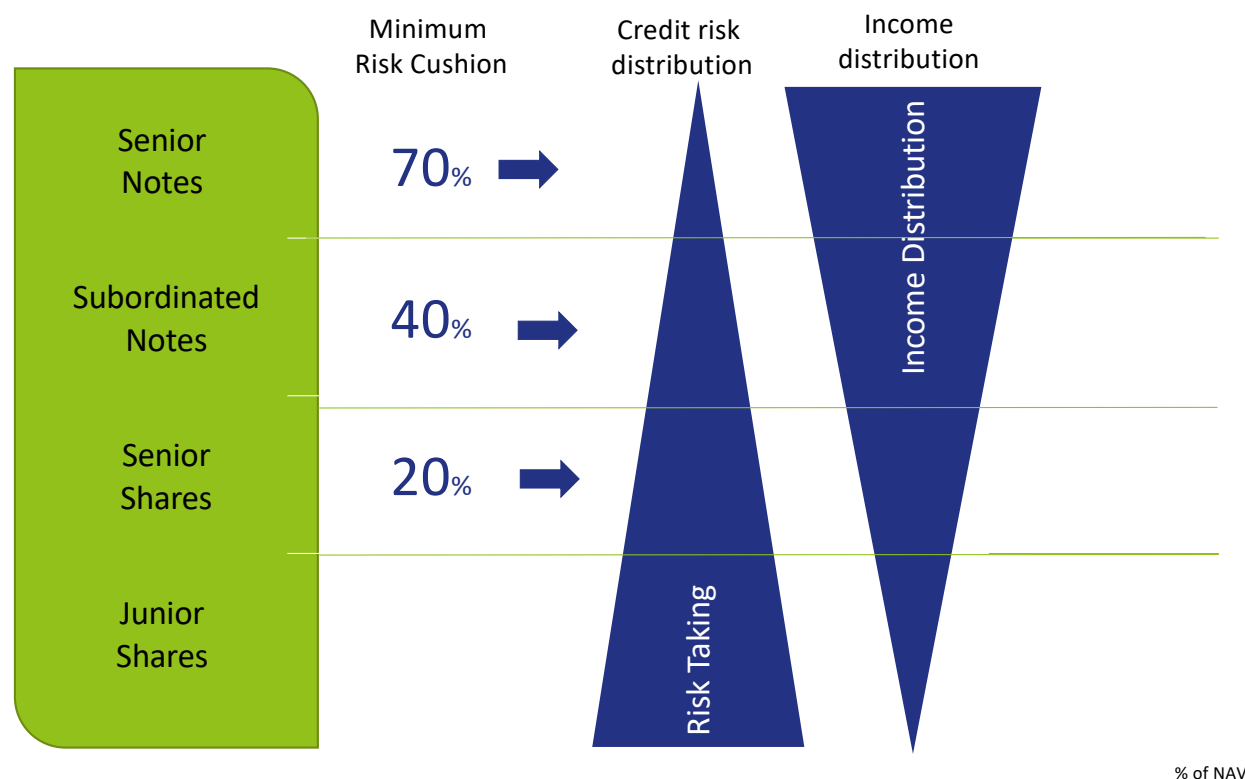 Minimum
Risk Cushion
Credit risk
distribution
Income
distribution
Senior
Notes
70%
Subordinated
Notes
40%
Senior
Shares
20%
Junior
Shares
Risk Taking
Income Distribution
% of NAV